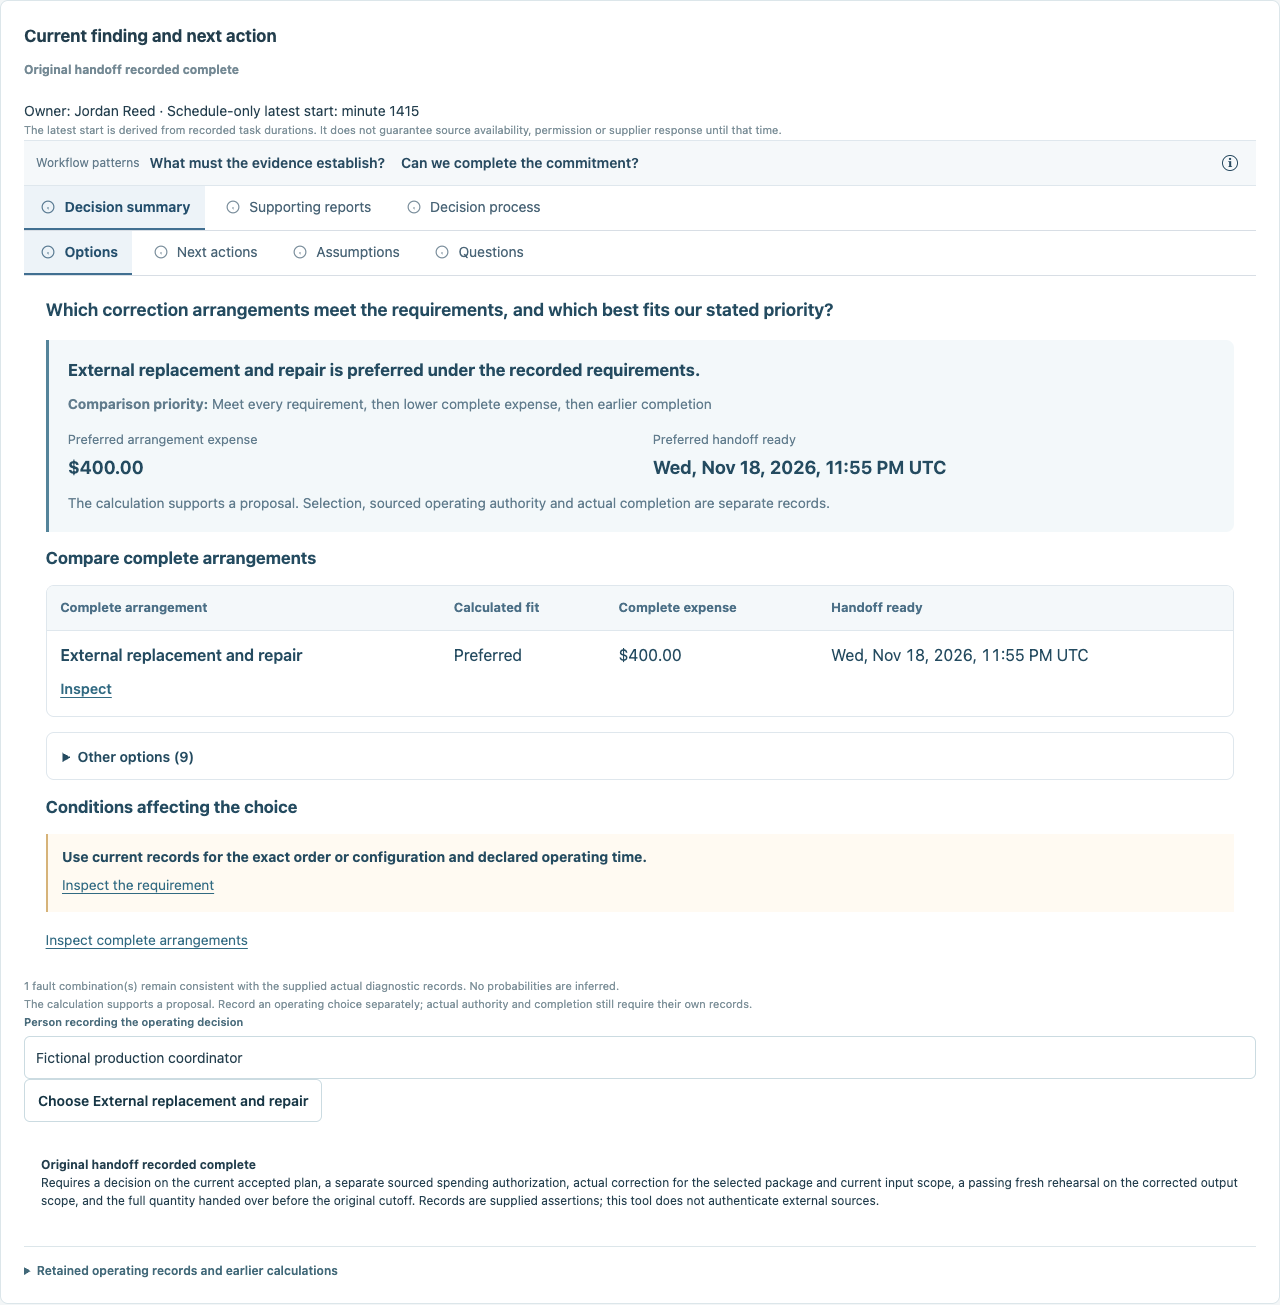 Current finding and next action
Original handoff recorded complete
Owner: Jordan Reed · Schedule-only latest start: minute 1415
The latest start is derived from recorded task durations. It does not guarantee source availability, permission or supplier response until that time.
Workflow patterns What must the evidence establish? Can we complete the commitment?
Decision summary Supporting reports Decision process
Options Next actions Assumptions Questions
Which correction arrangements meet the requirements, and which best fits our stated priority?
External replacement and repair is preferred under the recorded requirements.
Comparison priority: Meet every requirement, then lower complete expense, then earlier completion
Preferred arrangement expense Preferred handoff ready
$400.00 Wed, Nov 18, 2026, 11:55 PM UTC
The calculation supports a proposal. Selection, sourced operating authority and actual completion are separate records.
Compare complete arrangements
Complete arrangement Calculated fit Complete expense Handoff ready
External replacement and repair Preferred $400.00 Wed, Nov 18, 2026, 11:55 PM UTC
Inspect
Other options (9)
Conditions affecting the choice
Use current records for the exact order or configuration and declared operating time.
Inspect the requirement
Inspect complete arrangements
1 fault combination(s) remain consistent with the supplied actual diagnostic records. No probabilities are inferred.
The calculation supports a proposal. Record an operating choice separately; actual authority and completion still require their own records.
Person recording the operating decision
Fictional production coordinator
Choose External replacement and repair
Original handoff recorded complete
Requires a decision on the current accepted plan, a separate sourced spending authorization, actual correction for the selected package and current input scope, a passing fresh rehearsal on the corrected output
scope, and the full quantity handed over before the original cutoff. Records are supplied assertions; this tool does not authenticate external sources.
Retained operating records and earlier calculations